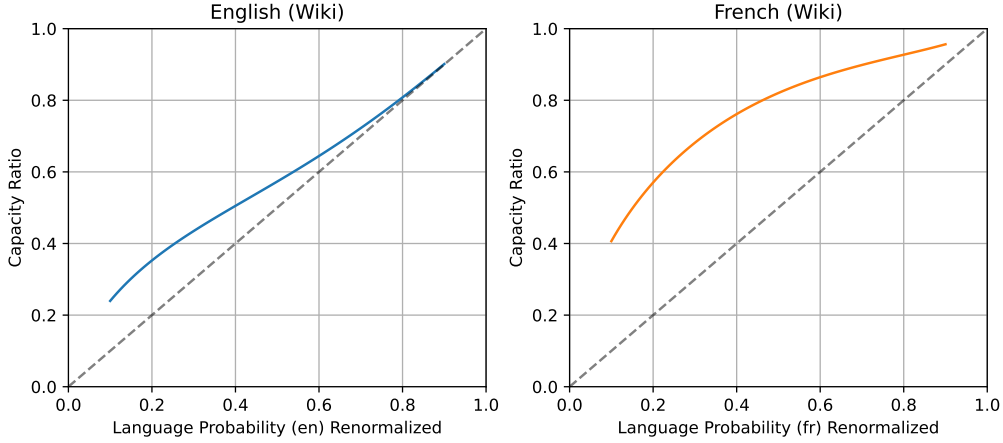 English (Wiki)
Capacity Ratio
1.0
0.8
0.6
0.4
0.2
0.0
0.0 0.2 0.4 0.6 0.8 1.0
Language Probability (en) Renormalized
French (Wiki)
Capacity Ratio
1.0
0.8
0.6
0.4
0.2
0.0
0.0 0.2 0.4 0.6 0.8 1.0
Language Probability (fr) Renormalized